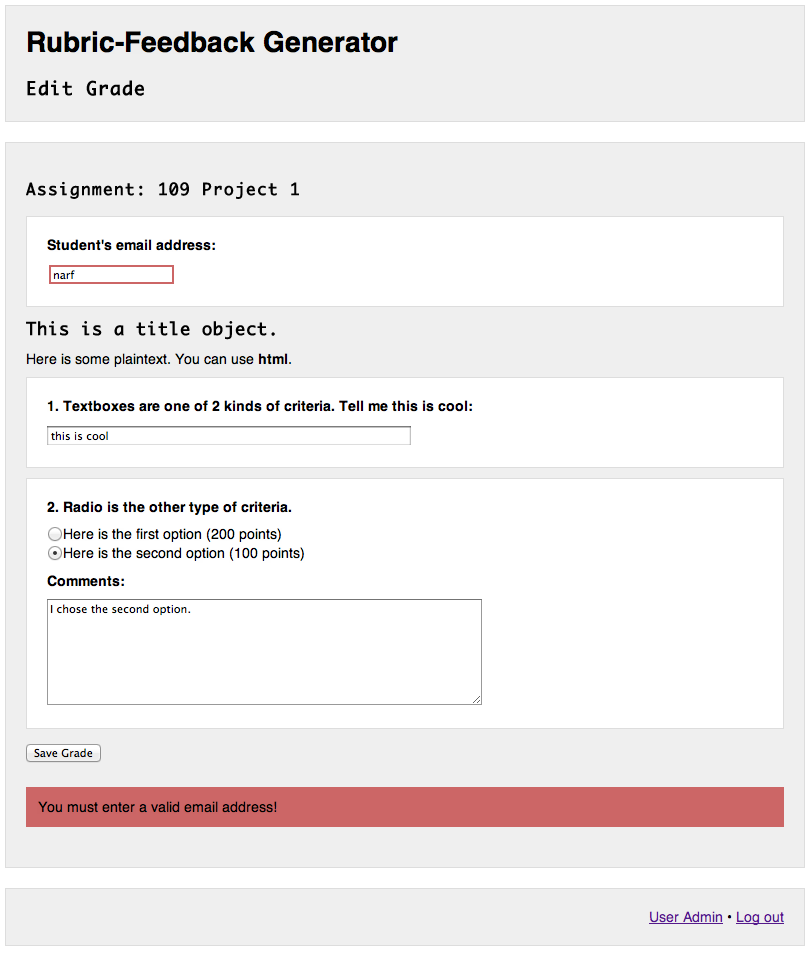 Rubric-Feedback Generator
Edit Grade
Assignment: 109 Project 1
Student's email address:
narf
This is a title object.
Here is some plaintext. You can use html.
1. Textboxes are one of 2 kinds of criteria. Tell me this is cool:
this is cool
2. Radio is the other type of criteria.
Here is the first option (200 points)
Here is the second option (100 points)
Comments:
I chose the second option.
Save Grade
You must enter a valid email address!
User Admin • Log out